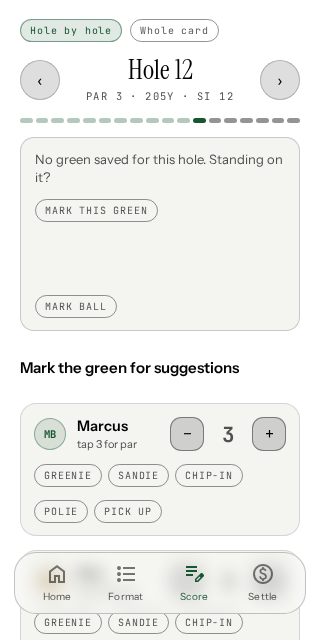 Hole by hole
Whole card
‹
Hole 12
›
PAR 3 · 205Y · SI 12
No green saved for this hole. Standing on
it?
MARK THIS GREEN
MARK BALL
Mark the green for suggestions
MB
Marcus
tap 3 for par
−
3
+
GREENIE
SANDIE
CHIP-IN
POLIE
PICK UP
Home
Format
Score
Settle
GREENIE
SANDIE
CHIP-IN